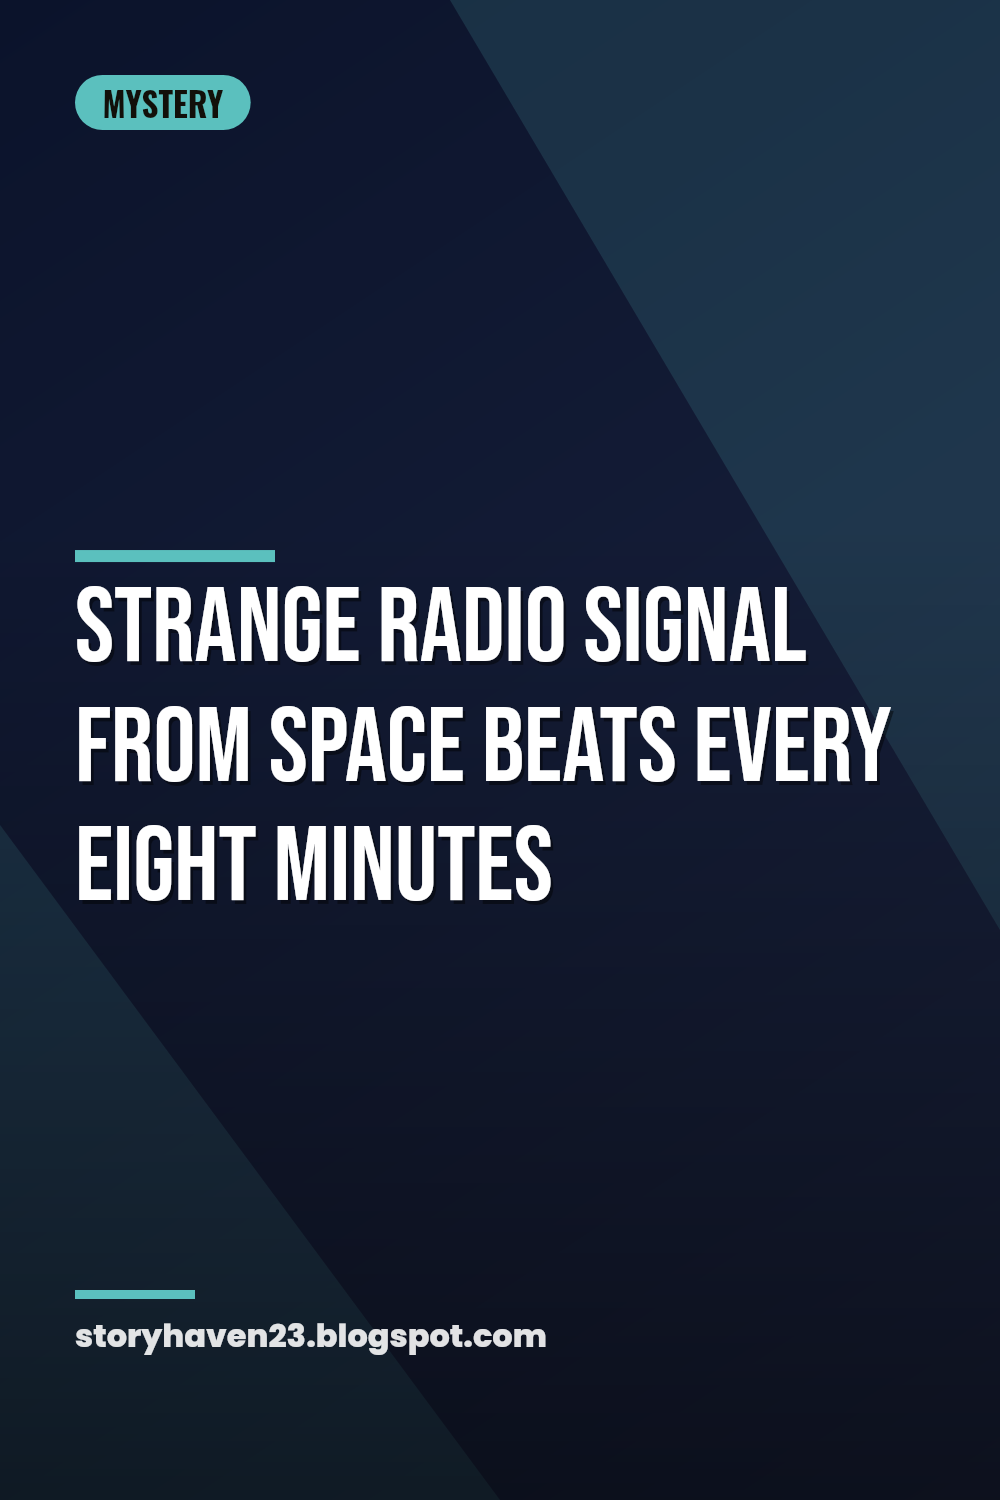 MYSTERY
STRANGE RADIO SIGNAL
FROM SPACE BEATS EVERY
EIGHT MINUTES
storyhaven23.blogspot.com